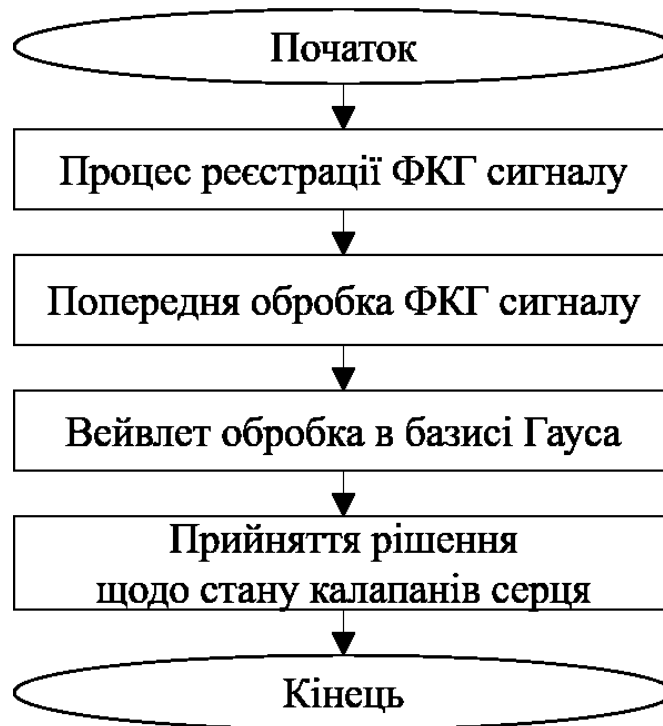 Початок
Процес реєстрації ФКГ сигналу
Попередня обробка ФКГ сигналу
Вейвлет обробка в базисі Гауса
Прийняття рішення
щодо стану калапанів серця
Кінець